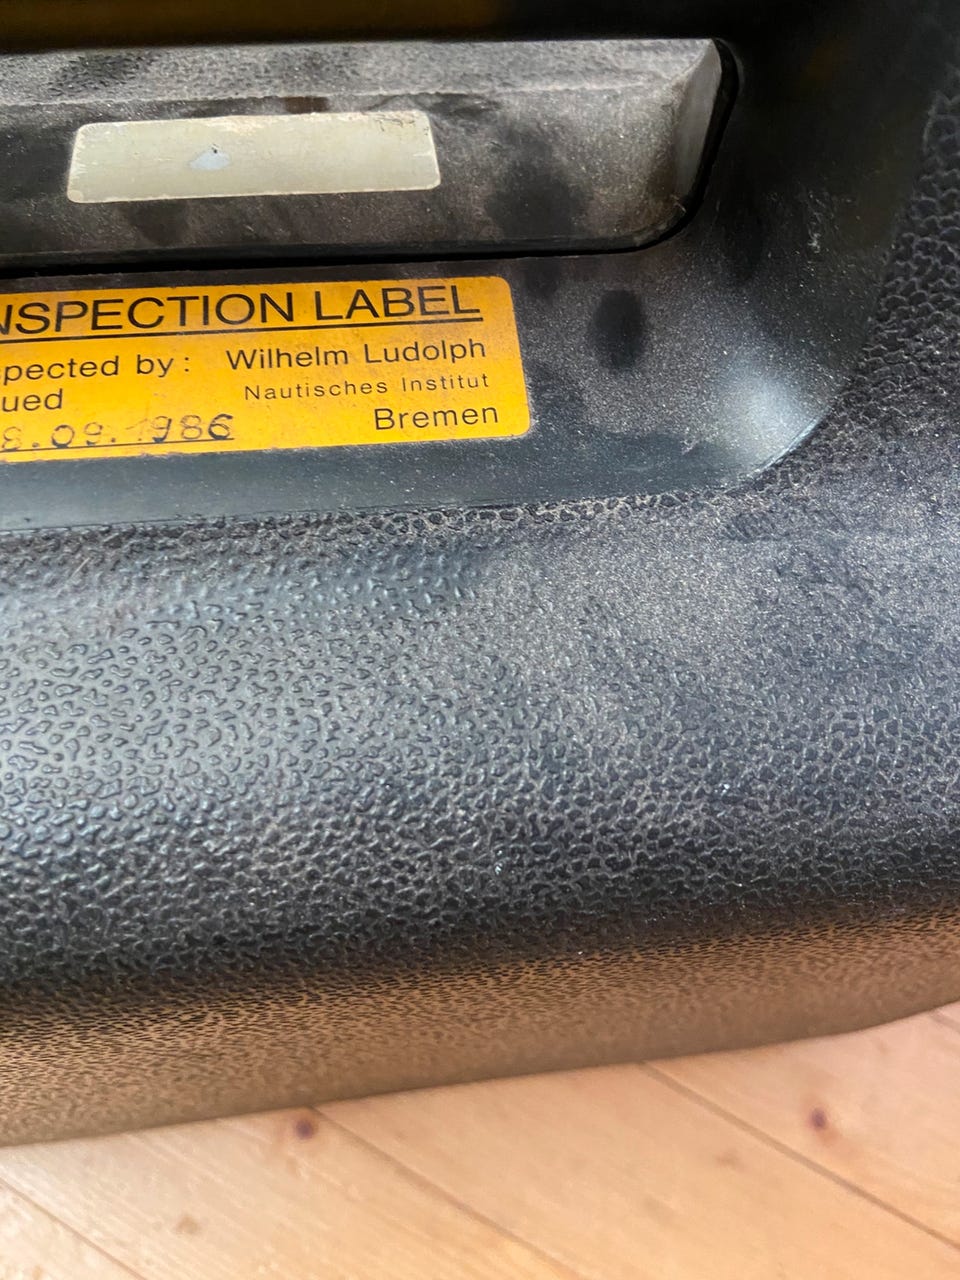 NSPECTION LABEL
pected by: Wilhelm Ludolph
ued Nautisches Institut
8.09.1986 Bremen